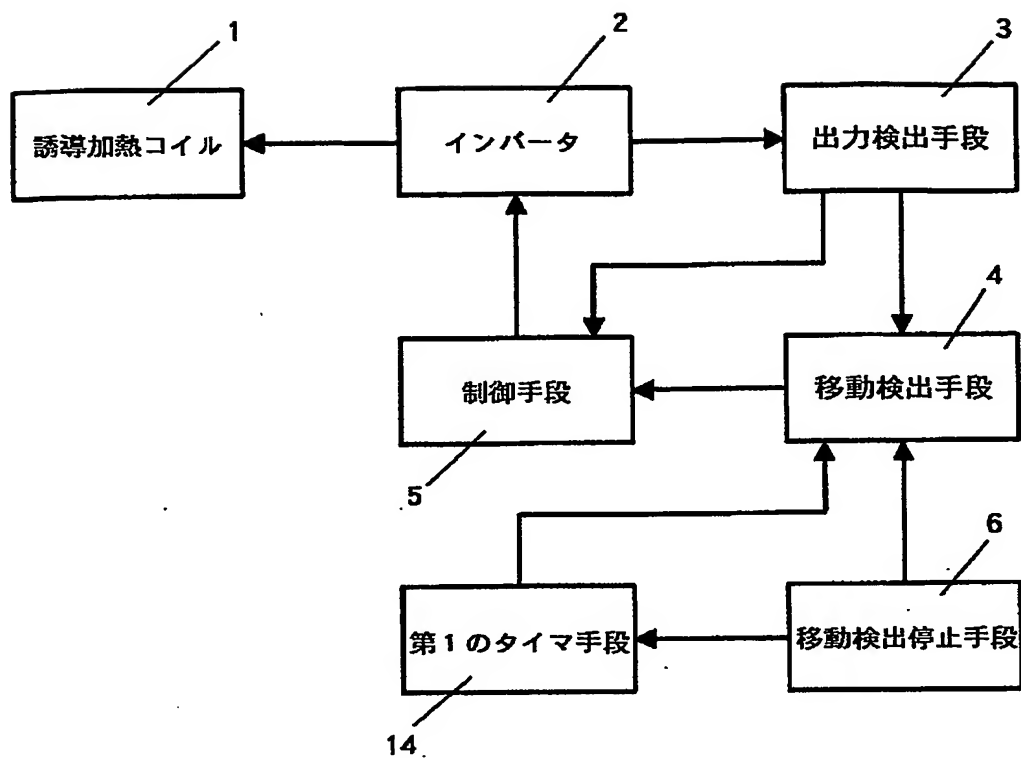 1
2
3
誘導加熱コイル
インバータ
出力検出手段
4
制御手段
移動検出手段
5
6
第1のタイマ手段
移動検出停止手段
14